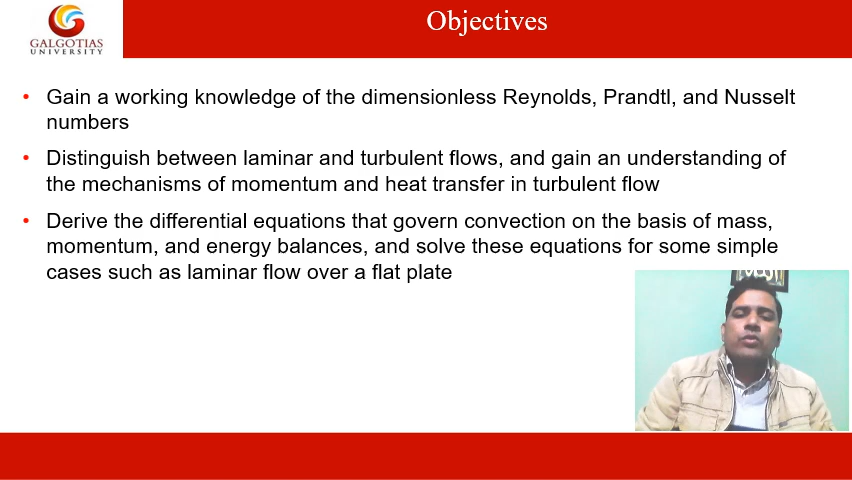 Objectives
GALGOTIAS
UNIVERSITY
• Gain a working knowledge of the dimensionless Reynolds, Prandtl, and Nusselt
numbers
• Distinguish between laminar and turbulent flows, and gain an understanding of
the mechanisms of momentum and heat transfer in turbulent flow
• Derive the differential equations that govern convection on the basis of mass,
momentum, and energy balances, and solve these equations for some simple
cases such as laminar flow over a flat plate